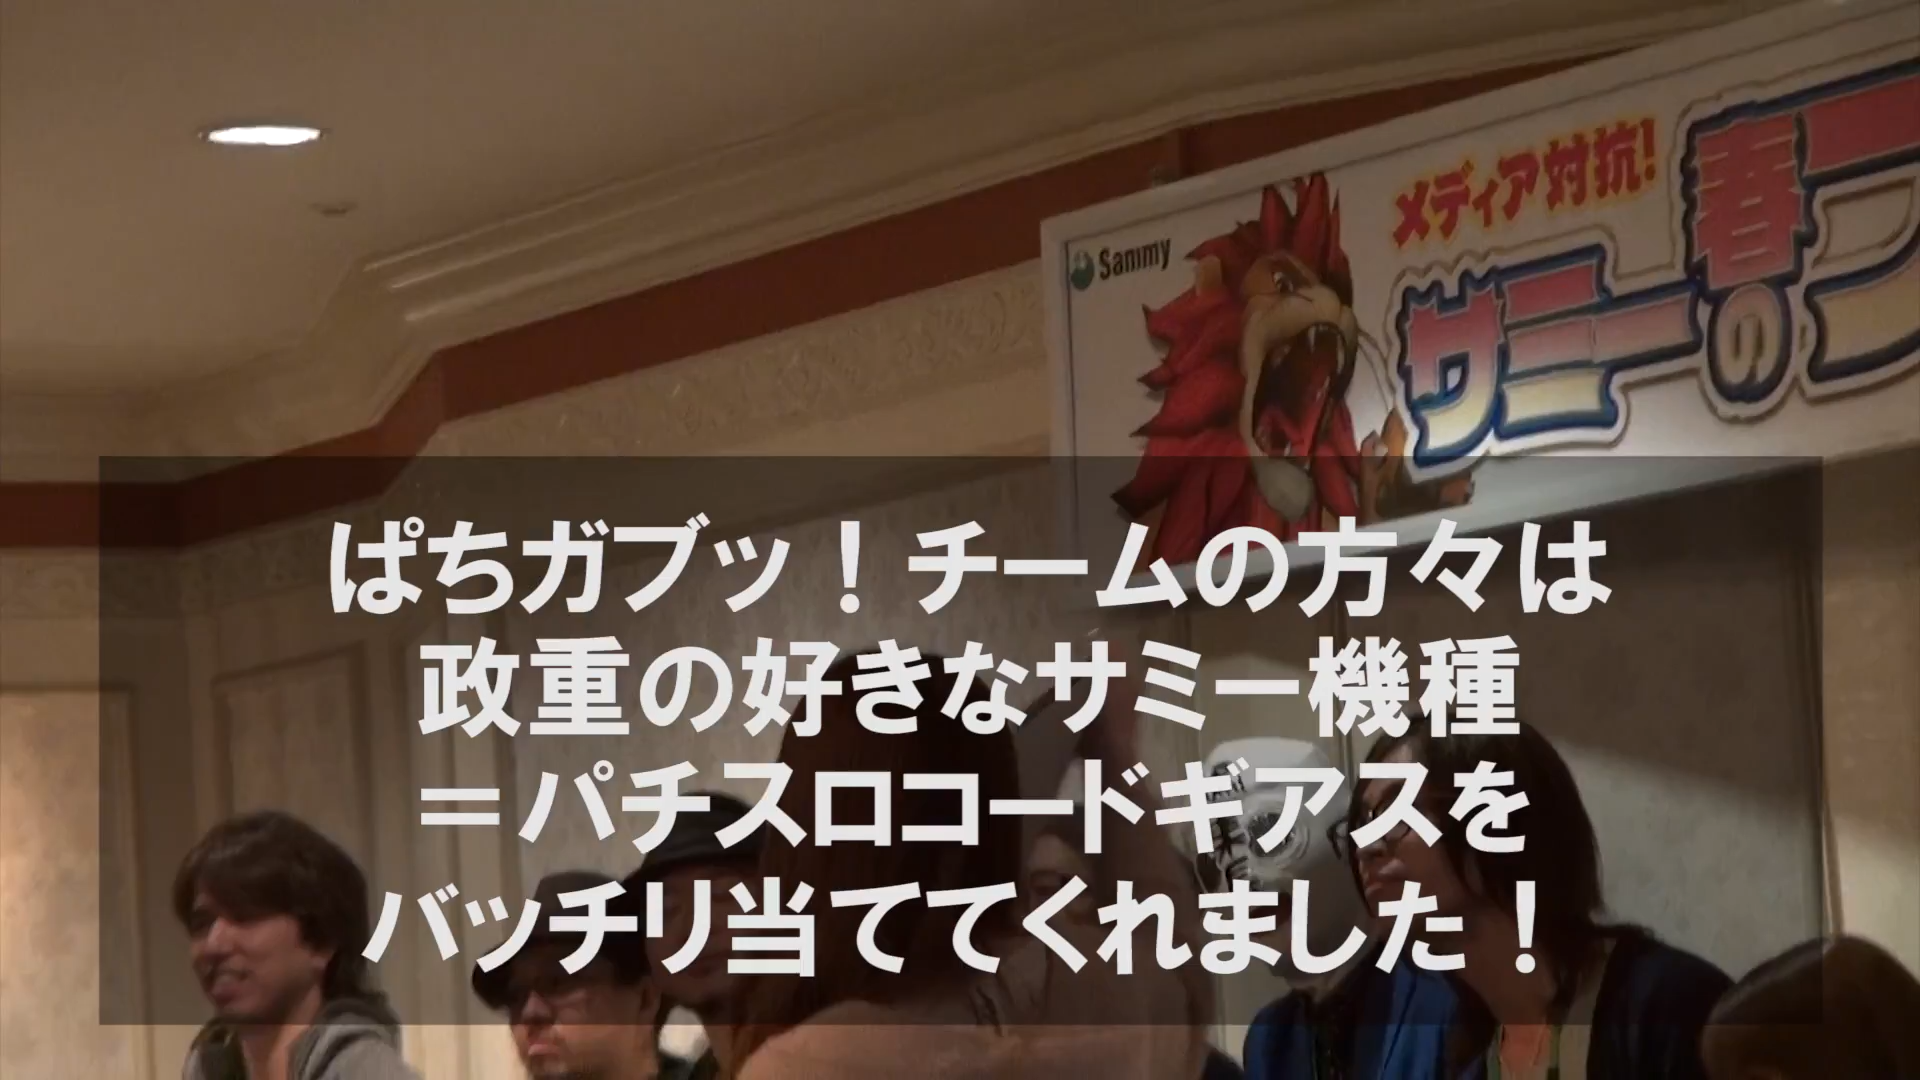 メディア対抗!
Sammy
サミーの春
ぱちガブッ！チームの方々は
政重の好きなサミー機種
＝パチスロコードギアスを
バッチリ当ててくれました！